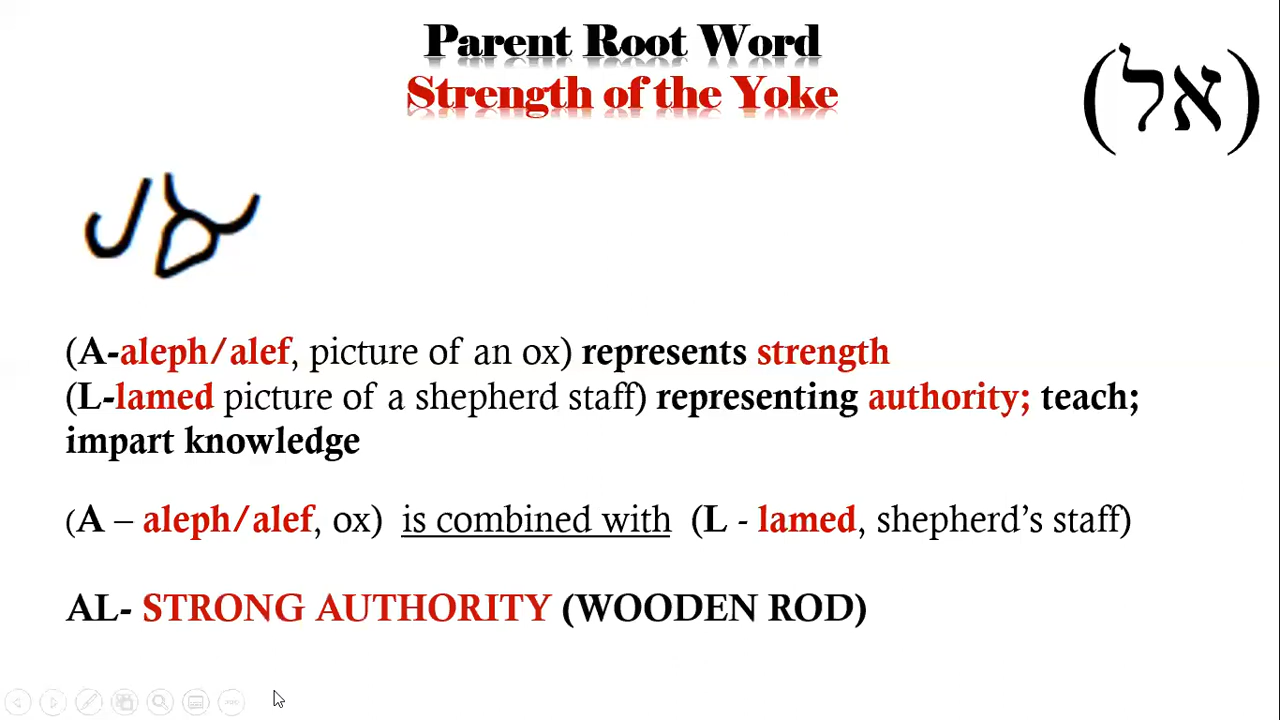 Parent Root Word
Strength of the Yoke
(אל)
(A-aleph/alef, picture of an ox) represents strength
(L-lamed picture of a shepherd staff) representing authority; teach;
impart knowledge
(A – aleph/alef, ox) is combined with (L - lamed, shepherd’s staff)
AL- STRONG AUTHORITY (WOODEN ROD)